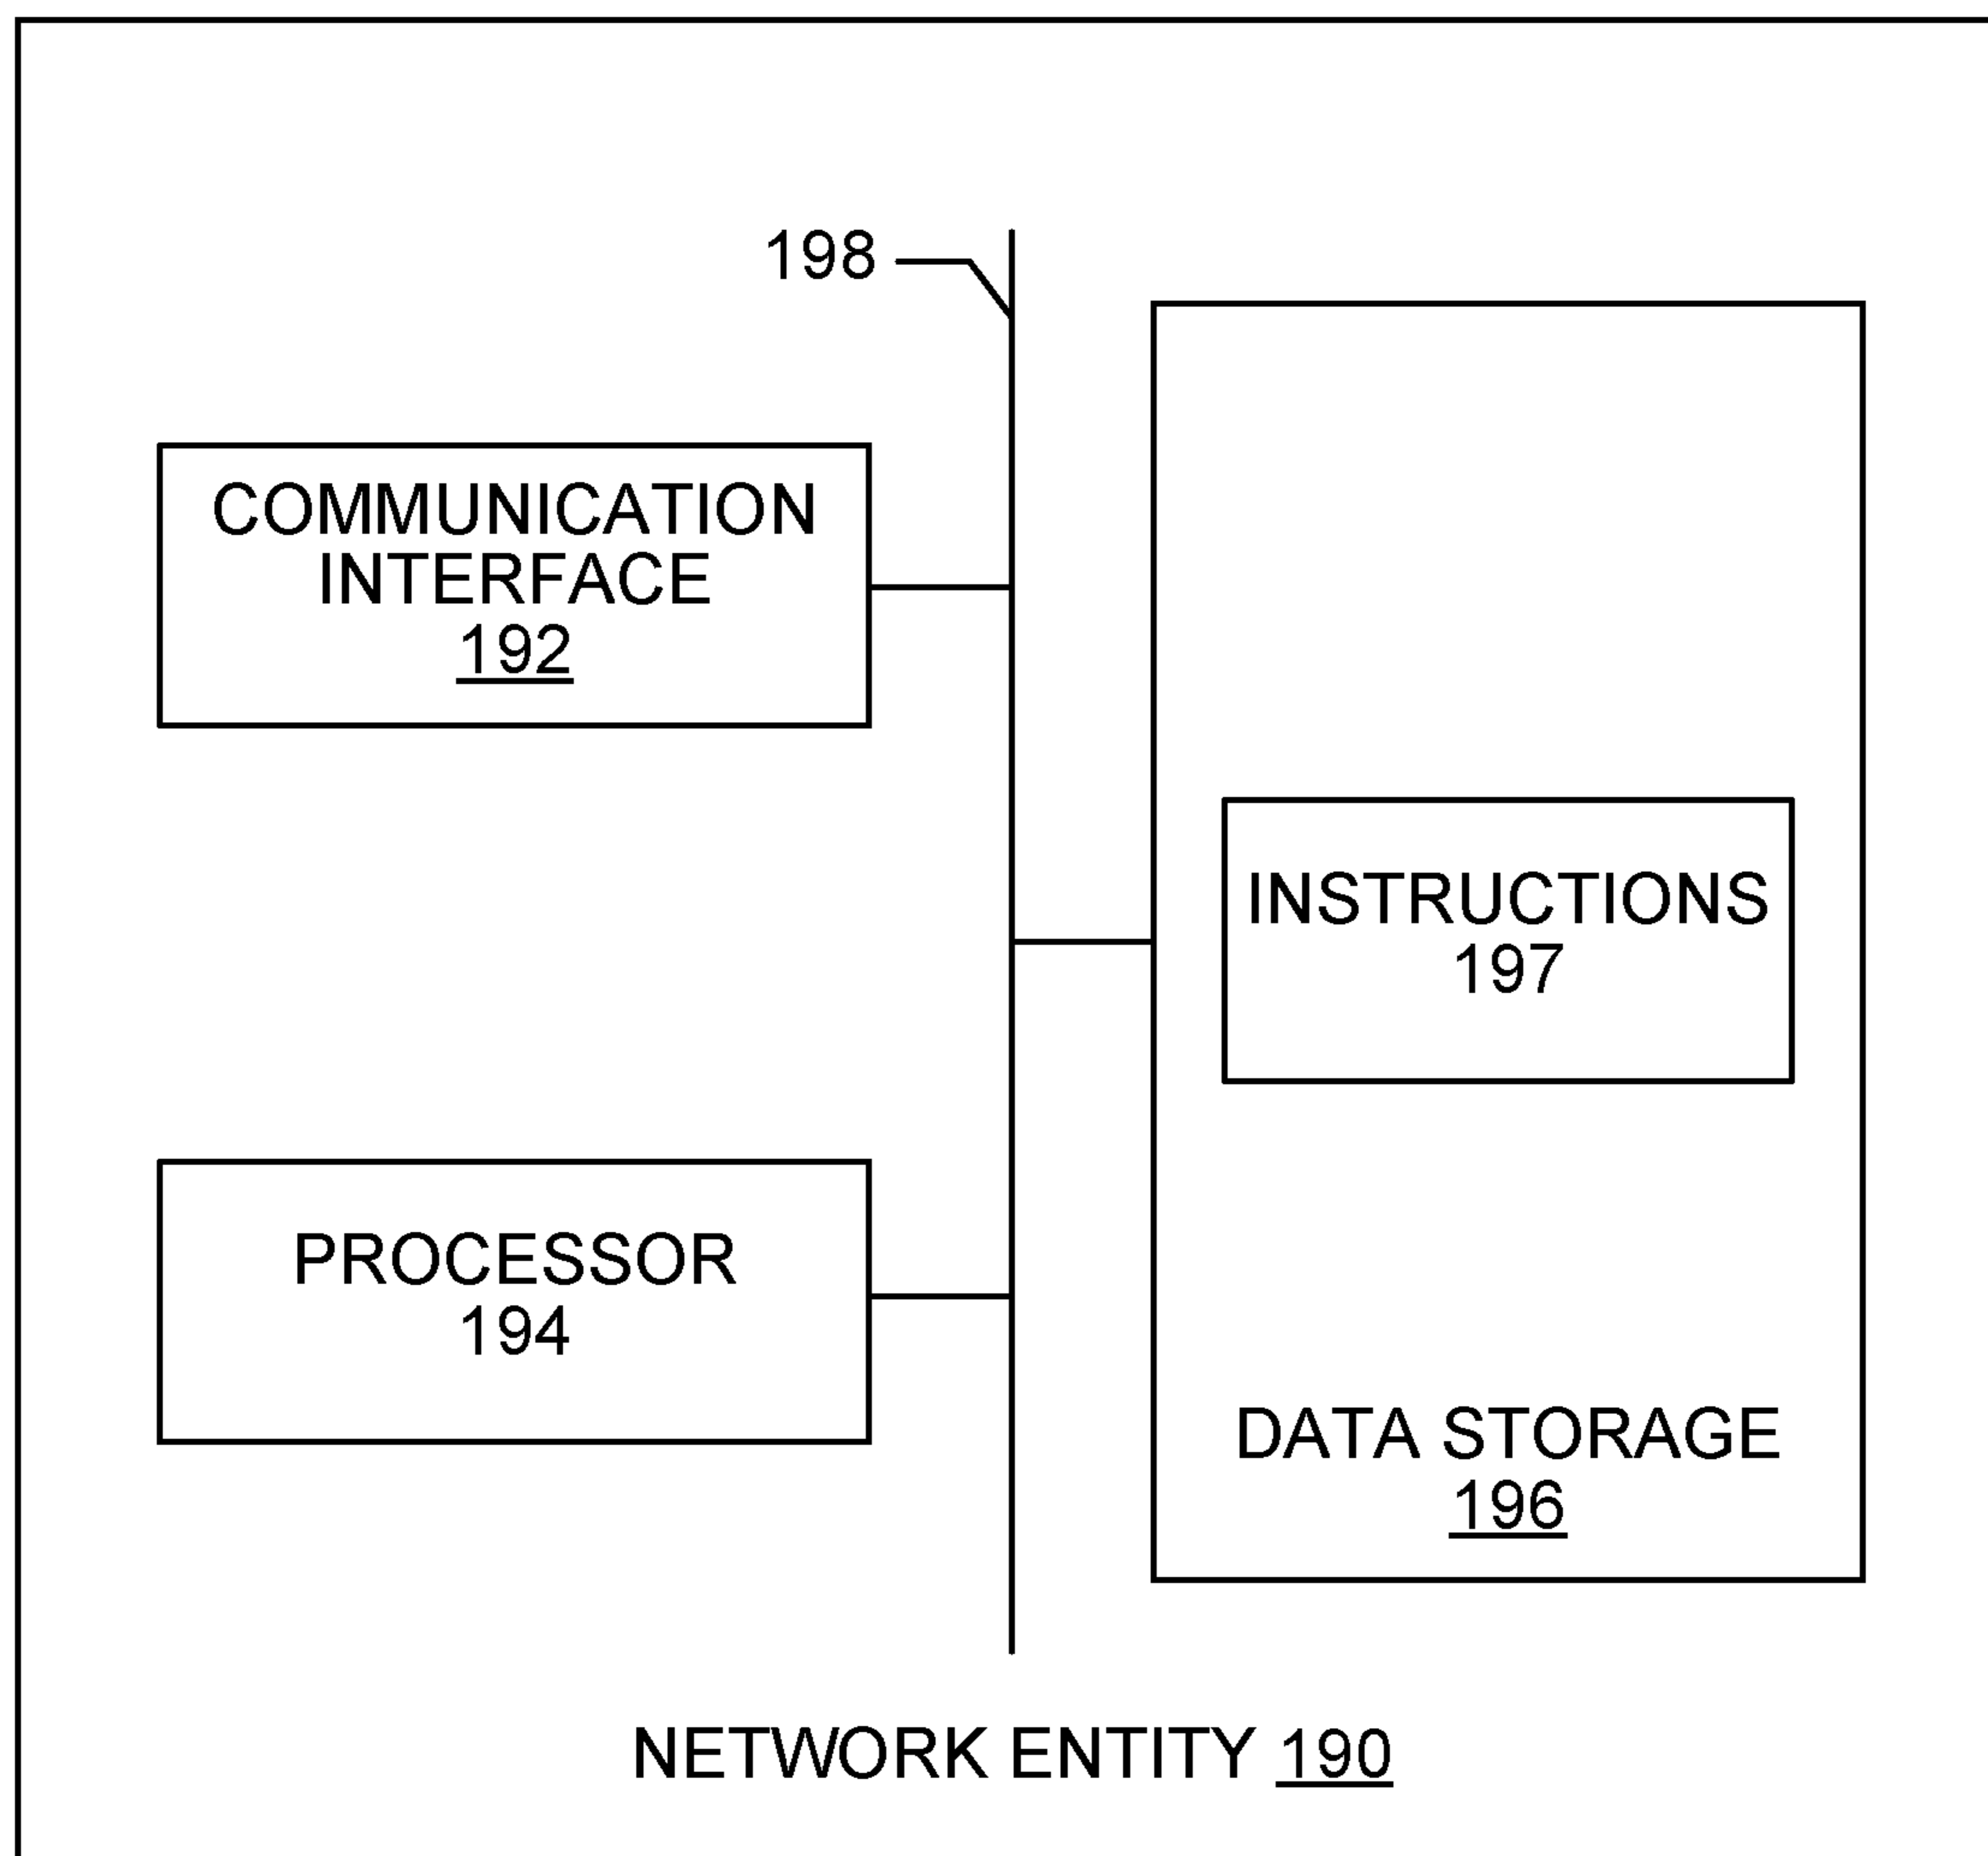 198
COMMUNICATION
INTERFACE
192
INSTRUCTIONS
197
PROCESSOR
194
DATA STORAGE
196
NETWORK ENTITY 190